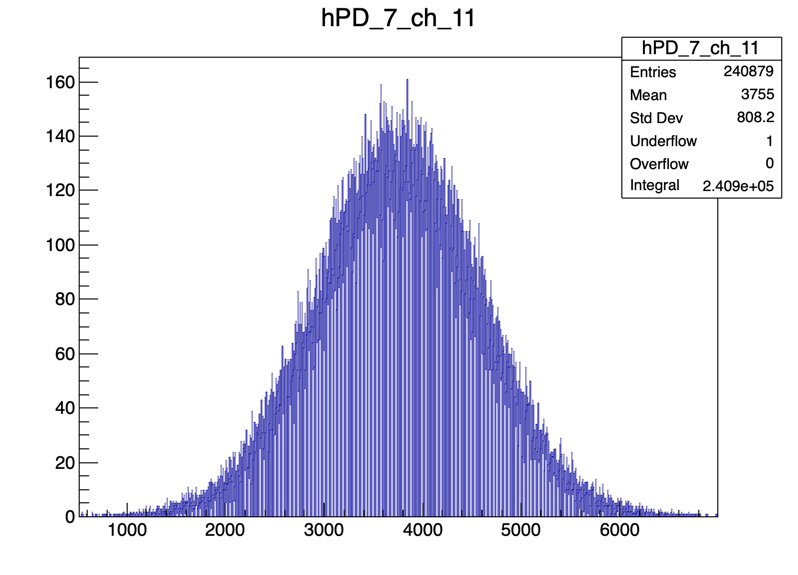 hPD_7_ch_11
hPD_7_ch_11
Entries 240879
Mean 3755
Std Dev 808.2
Underflow 1
Overflow 0
Integral 2.409e+05
160
140
120
100
80
60
40
20
0
1000 2000 3000 4000 5000 6000